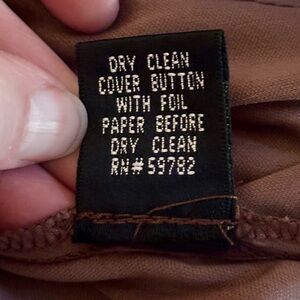 DRY CLEAN
COVER BUTTON
WITH FOIL
PAPER BEFORE
DRY CLEAN
RN#59782